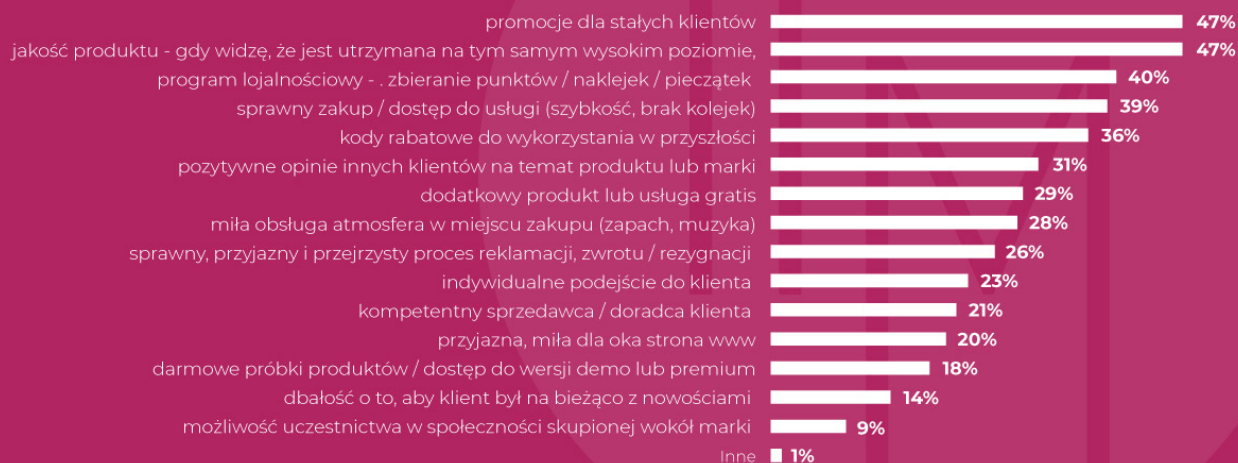 promocje dla stałych klientów 47%
jakość produktu - gdy widzę, że jest utrzymana na tym samym wysokim poziomie, 47%
program lojalnościowy - . zbieranie punktów / naklejek / pieczątek 40%
sprawny zakup / dostęp do usługi (szybkość, brak kolejek) 39%
kody rabatowe do wykorzystania w przyszłości 36%
pozytywne opinie innych klientów na temat produktu lub marki 31%
dodatkowy produkt lub usługa gratis 29%
miła obsługa atmosfera w miejscu zakupu (zapach, muzyka) 28%
sprawny, przyjazny i przejrzysty proces reklamacji, zwrotu / rezygnacji 26%
indywidualne podejście do klienta 23%
kompetentny sprzedawca / doradca klienta 21%
przyjazna, miła dla oka strona www 20%
darmowe próbki produktów / dostęp do wersji demo lub premium 18%
dbałość o to, aby klient był na bieżąco z nowościami 14%
możliwość uczestnictwa w społeczności skupionej wokół marki 9%
Inne 1%